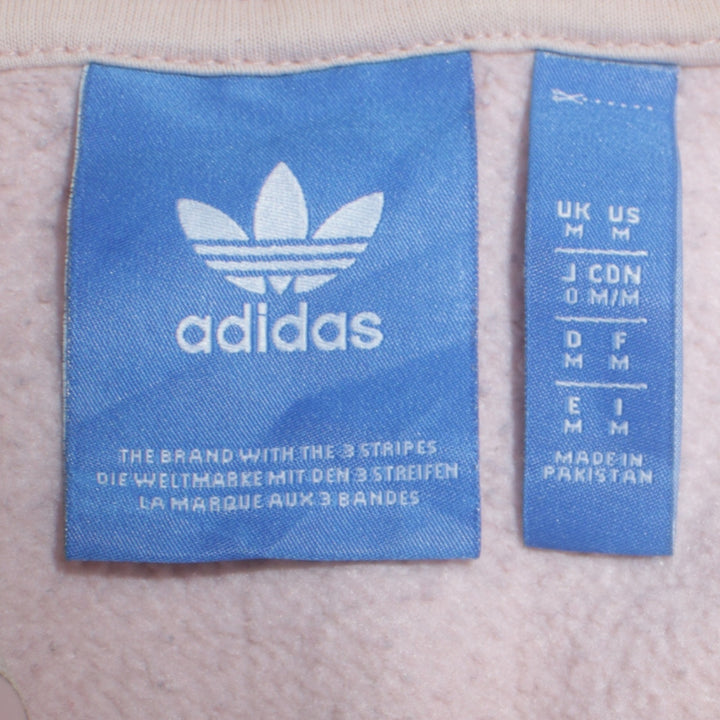 adidas
THE BRAND WITH THE 3 STRIPES
DIE WELTMARKE MIT DEN 3 STREIFEN
LA MARQUE AUX 3 BANDES
UK US
M M
J CDN
O M/M
D F
M M
E I
M M
MADE IN
PAKISTAN